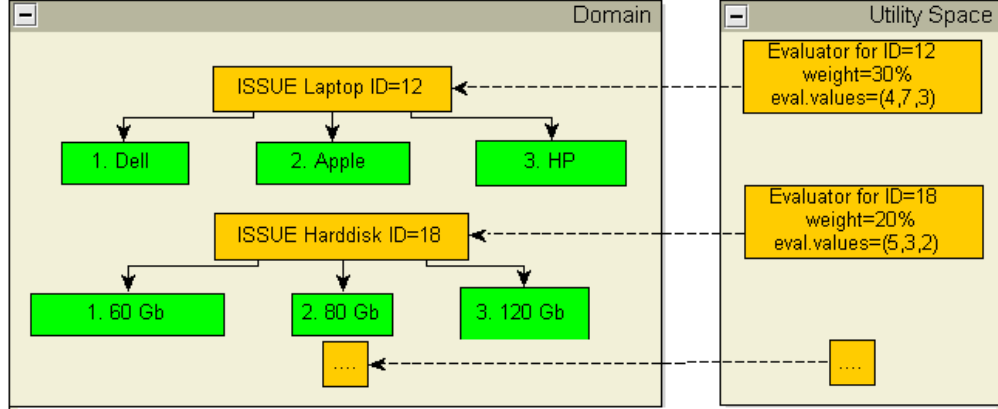 Domain
ISSUE Laptop ID=12
1. Dell
2. Apple
3. HP
ISSUE Harddisk ID=18
1. 60 Gb
2. 80 Gb
3. 120 Gb
....
Utility Space
Evaluator for ID=12
weight=30%
eval.values=(4,7,3)
Evaluator for ID=18
weight=20%
eval.values=(5,3,2)
....